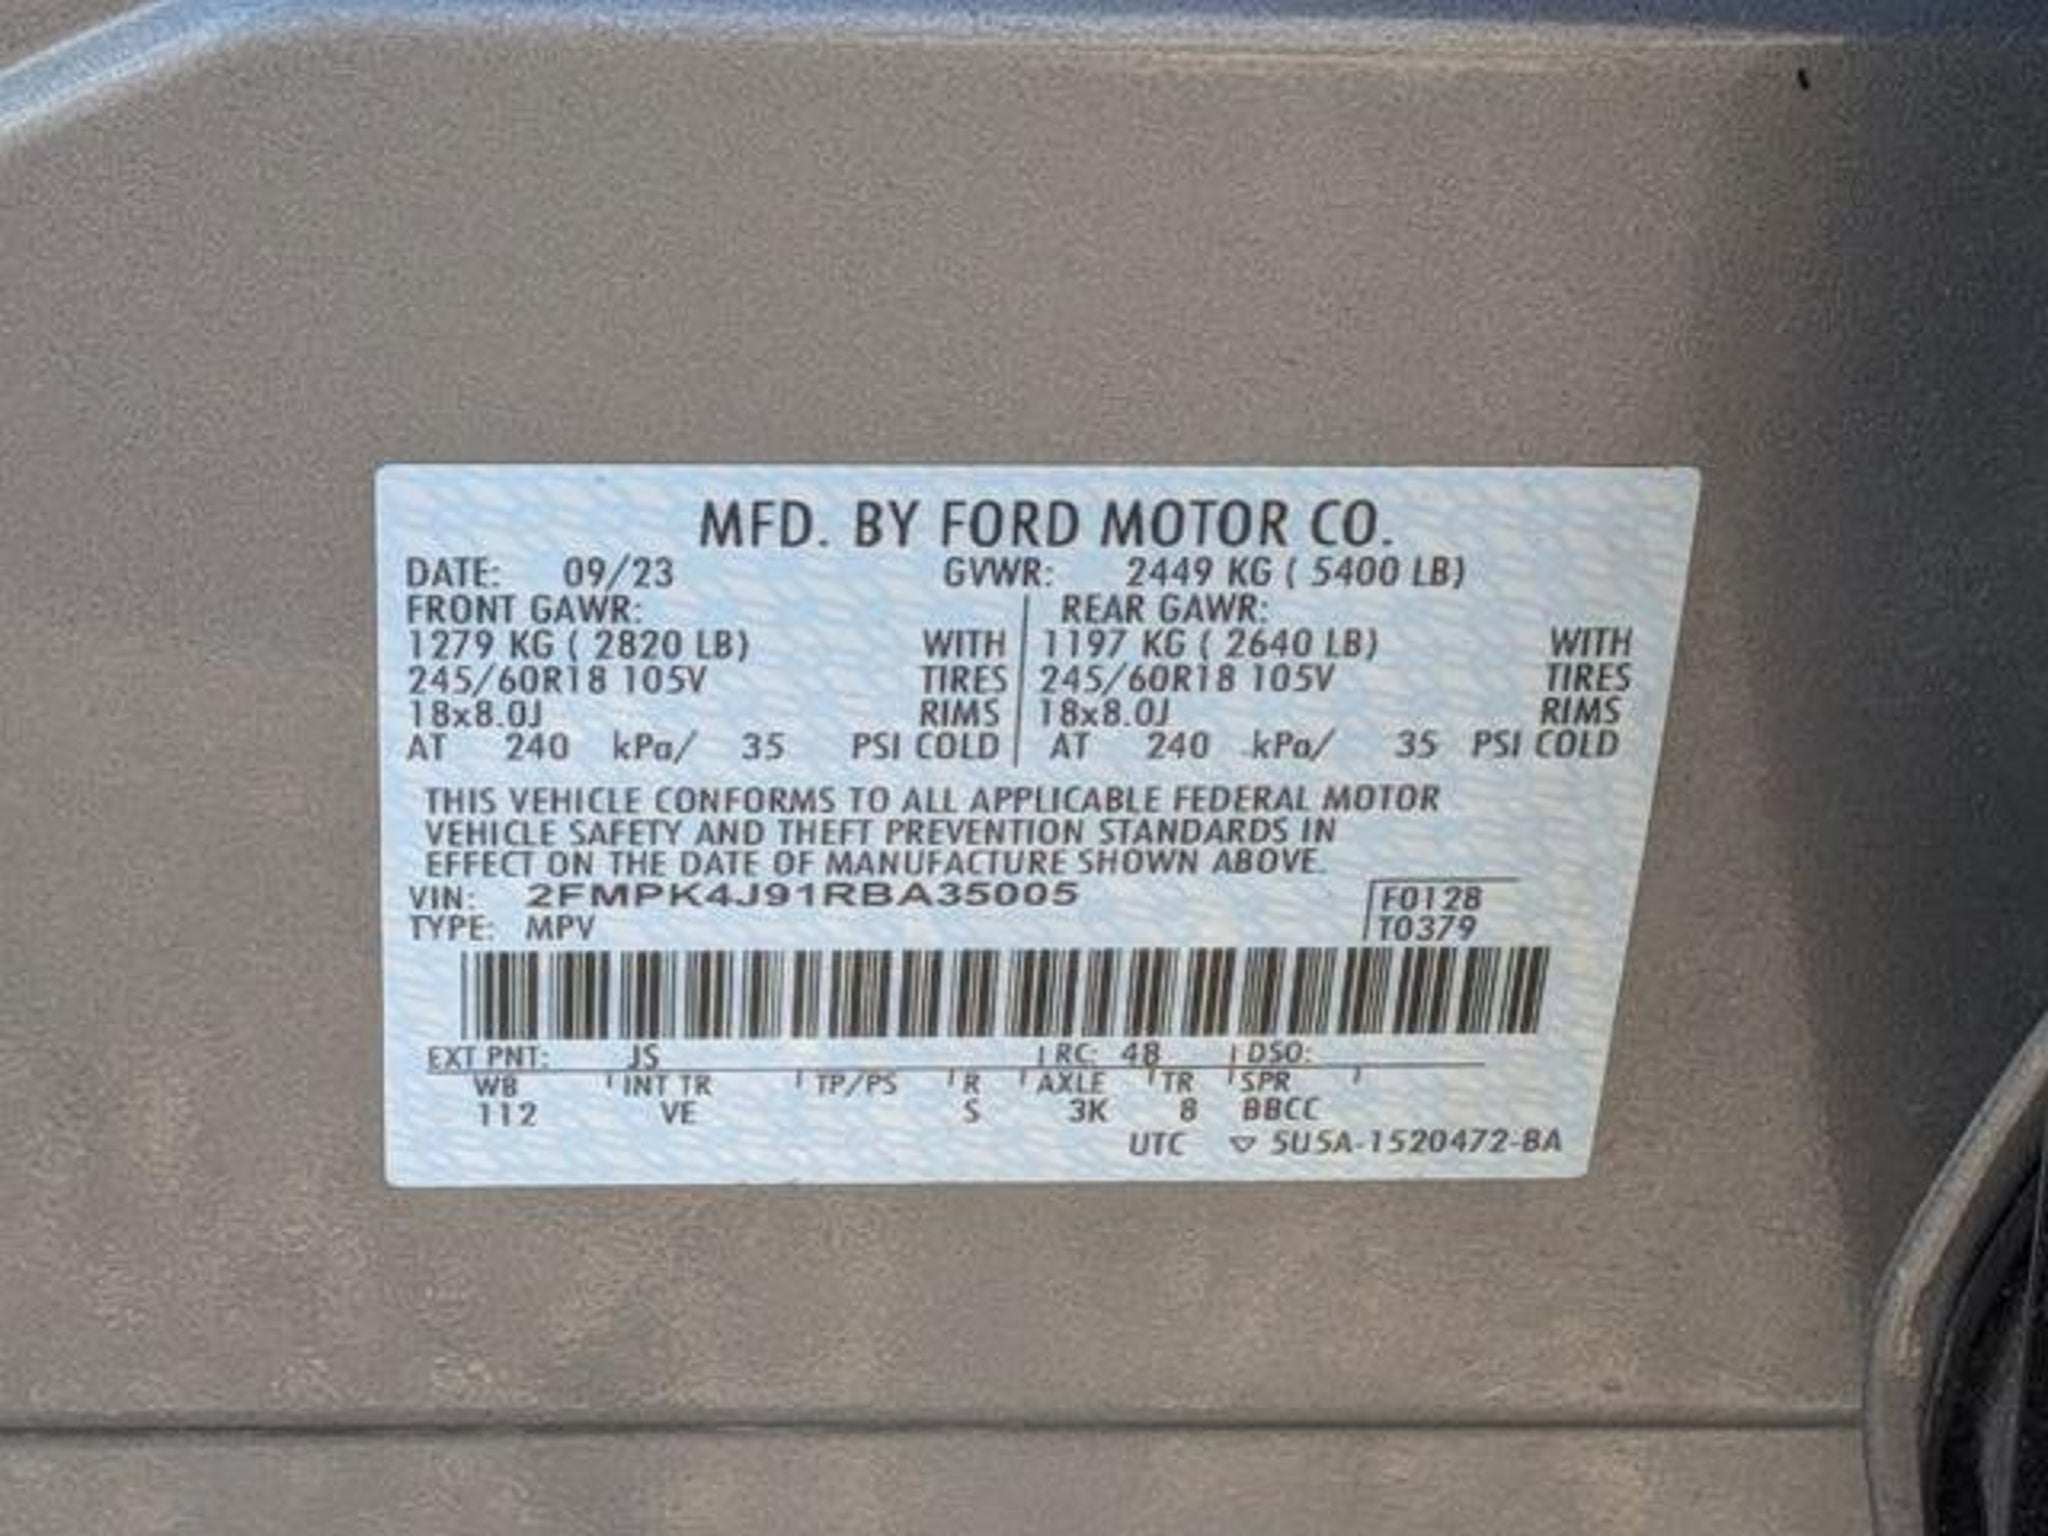 MFD. BY FORD MOTOR CO.
DATE: 09/23 GVWR: 2449 KG ( 5400 LB)
FRONT GAWR: REAR GAWR:
1279 KG ( 2820 LB) WITH 1197 KG ( 2640 LB) WITH
245/60R18 105V TIRES 245/60R18 105V TIRES
18x8.0J RIMS 18x8.0J RIMS
AT 240 kPa/ 35 PSI COLD AT 240 kPa/ 35 PSI COLD
THIS VEHICLE CONFORMS TO ALL APPLICABLE FEDERAL MOTOR
VEHICLE SAFETY AND THEFT PREVENTION STANDARDS IN
EFFECT ON THE DATE OF MANUFACTURE SHOWN ABOVE.
VIN: 2FMPK4J91RBA35005 F0128
TYPE: MPV T0379
EXT PNT: JS RC: 48 DSO:
WB INT TR TP/PS R AXLE TR SPR
112 VE S 3K 8 BBCC
UTC ▽ 5U5A-1520472-BA